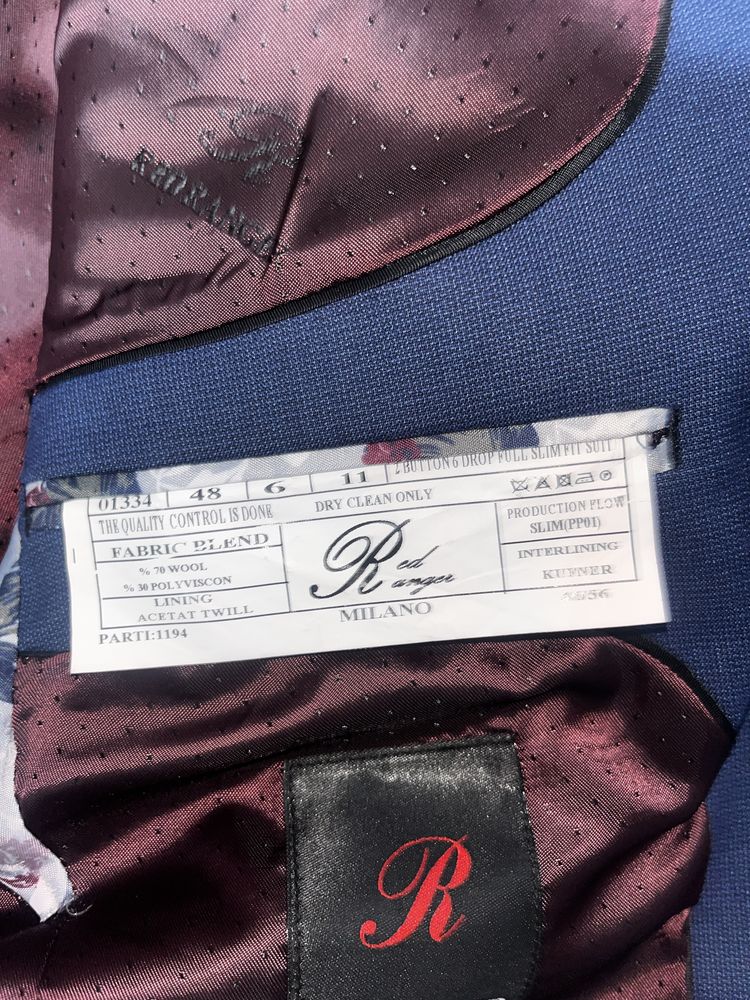 REDRANGER
01334 48 6 11 2 BUTTON 6 DROP FULL SLIM FIT SUIT
THE QUALITY CONTROL IS DONE
DRY CLEAN ONLY
FABRIC BLEND
% 70 WOOL
% 30 POLYVISCON
LINING
ACETAT TWILL
PARTI:1194
Red
Ranger
MILANO
PRODUCTION FLOW
SLIM(PP01)
INTERLINING
KUFNER
R